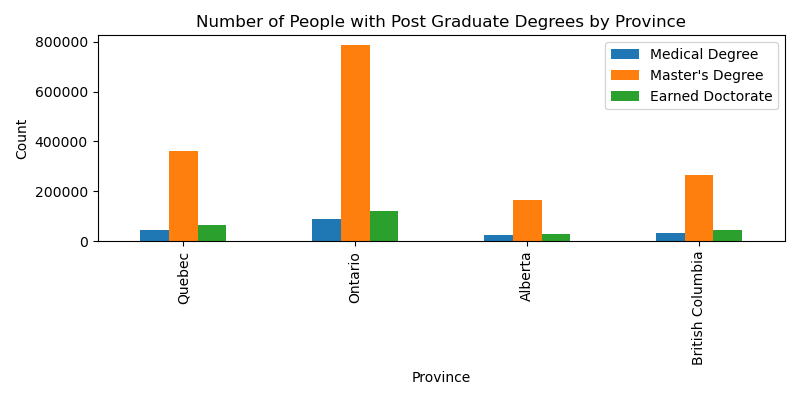 Number of People with Post Graduate Degrees by Province
800000
600000
400000
200000
0
Count
Medical Degree
Master's Degree
Earned Doctorate
Quebec
Ontario
Alberta
British Columbia
Province